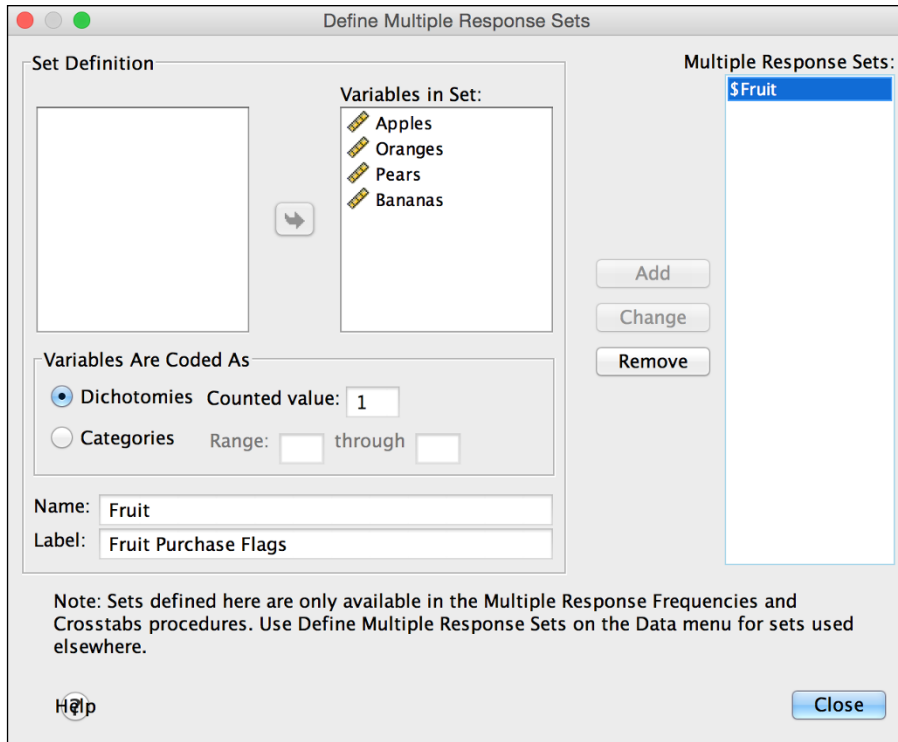 Define Multiple Response Sets
Set Definition
Variables in Set:
Apples
Oranges
Pears
Bananas
Variables Are Coded As
Dichotomies Counted value: 1
Categories Range: through
Name: Fruit
Label: Fruit Purchase Flags
Multiple Response Sets:
$Fruit
Add
Change
Remove
Note: Sets defined here are only available in the Multiple Response Frequencies and
Crosstabs procedures. Use Define Multiple Response Sets on the Data menu for sets used
elsewhere.
Help
?
Close